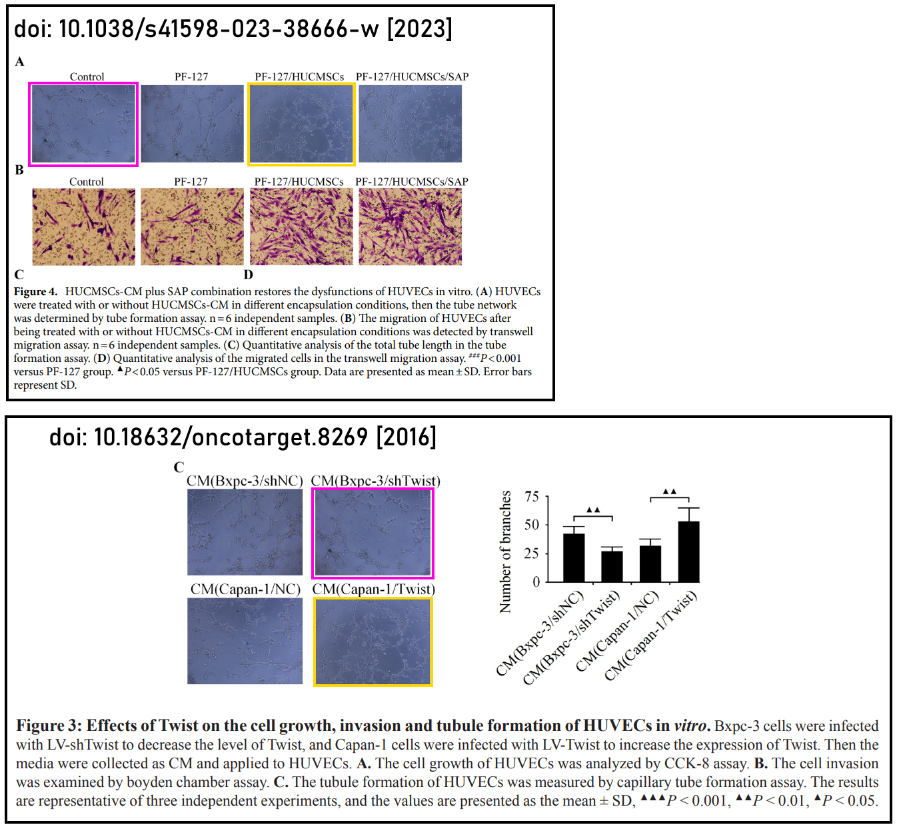 doi: 10.1038/s41598-023-38666-w [2023]
A
Control PF-127 PF-127/HUCMSCs PF-127/HUCMSCs/SAP
B
Control PF-127 PF-127/HUCMSCs PF-127/HUCMSCs/SAP
C D
Figure 4. HUCMSCs-CM plus SAP combination restores the dysfunctions of HUVECs in vitro. (A) HUVECs
were treated with or without HUCMSCs-CM in different encapsulation conditions, then the tube network
was determined by tube formation assay. n = 6 independent samples. (B) The migration of HUVECs after
being treated with or without HUCMSCs-CM in different encapsulation conditions was detected by transwell
migration assay. n = 6 independent samples. (C) Quantitative analysis of the total tube length in the tube
formation assay. (D) Quantitative analysis of the migrated cells in the transwell migration assay. ###P < 0.001
versus PF-127 group. ▲P < 0.05 versus PF-127/HUCMSCs group. Data are presented as mean ± SD. Error bars
represent SD.
doi: 10.18632/oncotarget.8269 [2016]
C
CM(Bxpc-3/shNC) CM(Bxpc-3/shTwist)
CM(Capan-1/NC) CM(Capan-1/Twist)
Number of branches
75
50
25
0
▲▲
▲▲
CM(Bxpc-3/shNC)
CM(Bxpc-3/shTwist)
CM(Capan-1/NC)
CM(Capan-1/Twist)
Figure 3: Effects of Twist on the cell growth, invasion and tubule formation of HUVECs in vitro. Bxpc-3 cells were infected
with LV-shTwist to decrease the level of Twist, and Capan-1 cells were infected with LV-Twist to increase the expression of Twist. Then the
media were collected as CM and applied to HUVECs. A. The cell growth of HUVECs was analyzed by CCK-8 assay. B. The cell invasion
was examined by boyden chamber assay. C. The tubule formation of HUVECs was measured by capillary tube formation assay. The results
are representative of three independent experiments, and the values are presented as the mean ± SD, ▲▲▲P < 0.001, ▲▲P < 0.01, ▲P < 0.05.